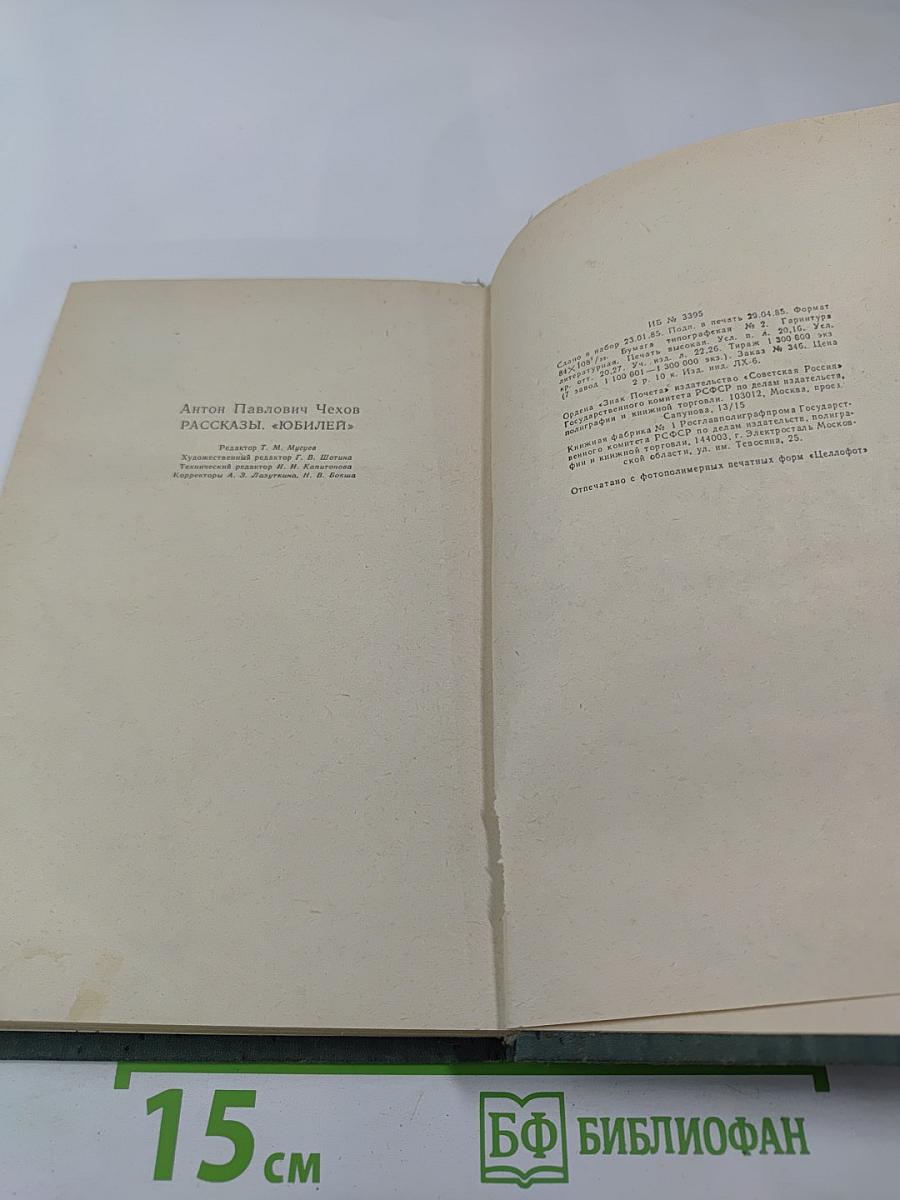 Антон Павлович Чехов
РАССКАЗЫ. «ЮБИЛЕЙ»
Редактор Т. М. Мугуев
Художественный редактор Г. В. Шотина
Технический редактор И. И. Капитонова
Корректоры А. З. Лазуткина, Н. В. Бокша
ИБ № 3395
Сдано в набор 23.01.85. Подп. в печать 29.04.85. Формат
84×108¹/₃₂. Бумага типографская № 2. Гарнитура
литературная. Печать высокая. Усл. п. л. 20,16. Усл.
кр. отт. 20,27. Уч. изд. л. 22,26. Тираж 1 300 000 экз
(7 завод 1 100 001—1 300 000 экз.). Заказ № 346. Цена
2 р. 10 к. Изд. инд. ЛХ-6.
Ордена «Знак Почета» издательство «Советская Россия»
Государственного комитета РСФСР по делам издательств,
полиграфии и книжной торговли. 103012, Москва, проезд
Сапунова, 13/15
Книжная фабрика № 1 Росглавполиграфпрома Государст-
венного комитета РСФСР по делам издательств, полигра-
фии и книжной торговли, 144003, г. Электросталь Москов-
ской области, ул. им. Тевосяна, 25.
Отпечатано с фотополимерных печатных форм «Целлофот»
15 см
БФ БИБЛИОФАН